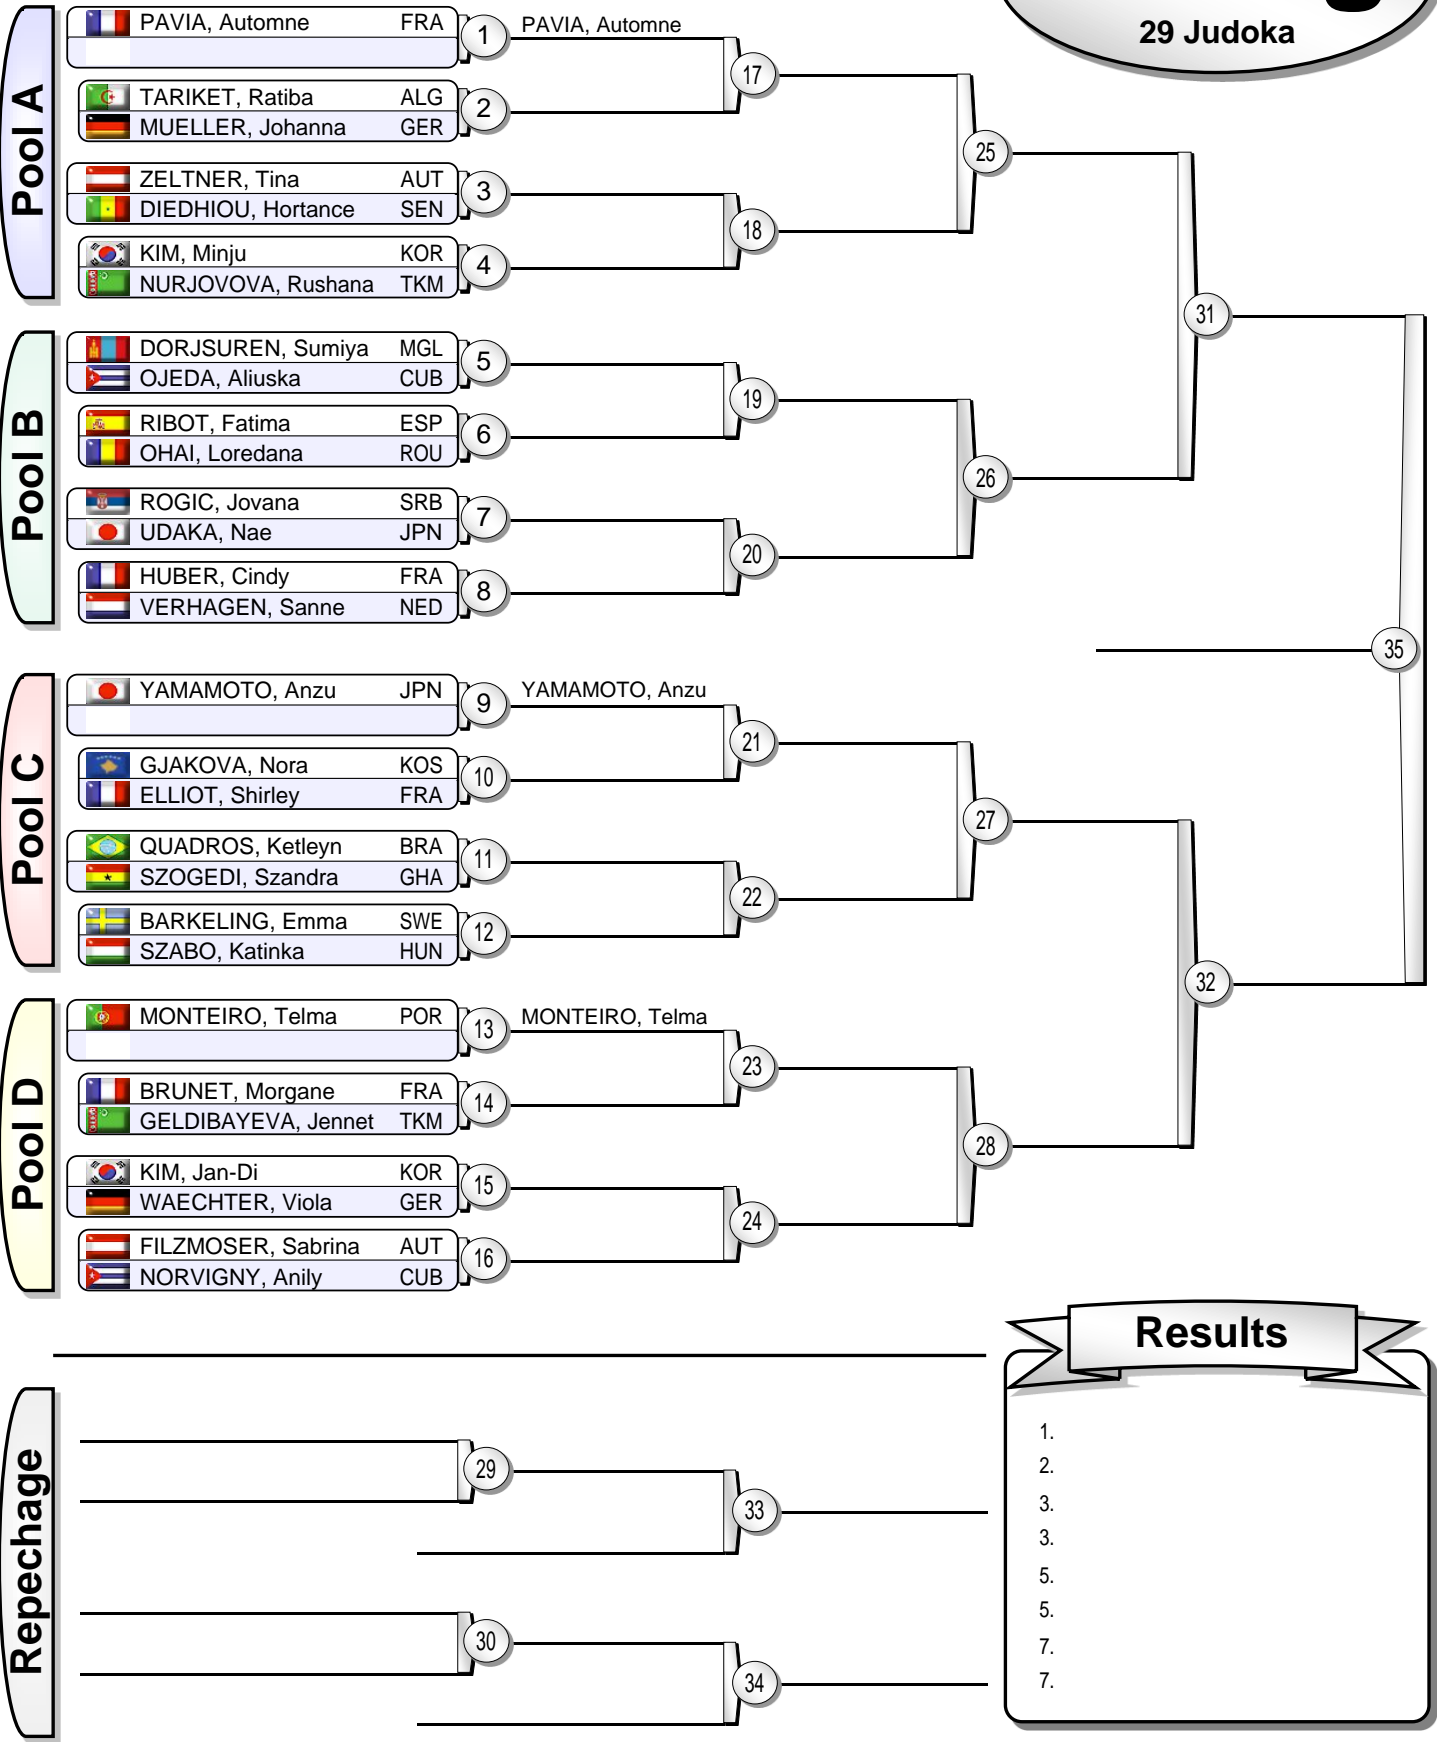 29 Judoka
Pool A
PAVIA, Automne FRA
1
PAVIA, Automne
17
TARIKET, Ratiba ALG
2
MUELLER, Johanna GER
25
ZELTNER, Tina AUT
3
DIEDHIOU, Hortance SEN
18
KIM, Minju KOR
4
NURJOVOVA, Rushana TKM
31
Pool B
DORJSUREN, Sumiya MGL
5
OJEDA, Aliuska CUB
19
RIBOT, Fatima ESP
6
OHAI, Loredana ROU
26
ROGIC, Jovana SRB
7
UDAKA, Nae JPN
20
HUBER, Cindy FRA
8
VERHAGEN, Sanne NED
35
Pool C
YAMAMOTO, Anzu JPN
9
YAMAMOTO, Anzu
21
GJAKOVA, Nora KOS
10
ELLIOT, Shirley FRA
27
QUADROS, Ketleyn BRA
11
SZOGEDI, Szandra GHA
22
BARKELING, Emma SWE
12
SZABO, Katinka HUN
32
Pool D
MONTEIRO, Telma POR
13
MONTEIRO, Telma
23
BRUNET, Morgane FRA
14
GELDIBAYEVA, Jennet TKM
28
KIM, Jan-Di KOR
15
WAECHTER, Viola GER
24
FILZMOSER, Sabrina AUT
16
NORVIGNY, Anily CUB
Repechage
29
33
30
34
Results
1.
2.
3.
3.
5.
5.
7.
7.